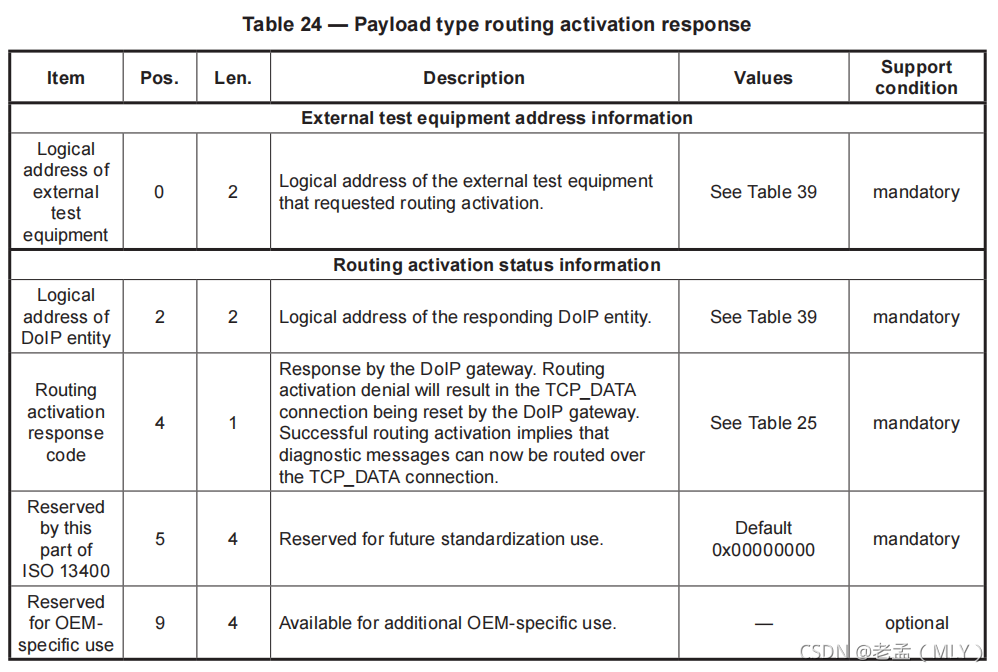 Table 24 — Payload type routing activation response
Item Pos. Len. Description Values Support condition
External test equipment address information
Logical
address of
external
test
equipment
0
2
Logical address of the external test equipment
that requested routing activation.
See Table 39
mandatory
Routing activation status information
Logical
address of
DoIP entity
2
2
Logical address of the responding DoIP entity.
See Table 39
mandatory
Routing
activation
response
code
4
1
Response by the DoIP gateway. Routing
activation denial will result in the TCP_DATA
connection being reset by the DoIP gateway.
Successful routing activation implies that
diagnostic messages can now be routed over
the TCP_DATA connection.
See Table 25
mandatory
Reserved
by this
part of
ISO 13400
5
4
Reserved for future standardization use.
Default
0x00000000
mandatory
Reserved
for OEM-
specific use
9
4
Available for additional OEM-specific use.
—
optional
CSDN @老孟（MLY）